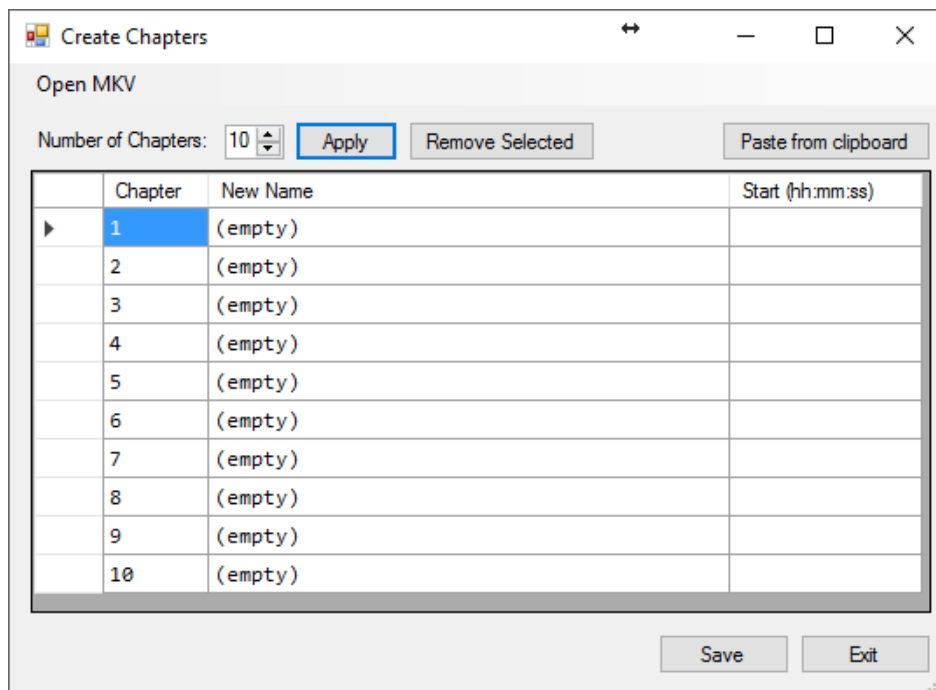 Create Chapters
Open MKV
Number of Chapters: 10 Apply Remove Selected Paste from clipboard
Chapter New Name Start (hh:mm:ss)
1 (empty)
2 (empty)
3 (empty)
4 (empty)
5 (empty)
6 (empty)
7 (empty)
8 (empty)
9 (empty)
10 (empty)
Save Exit